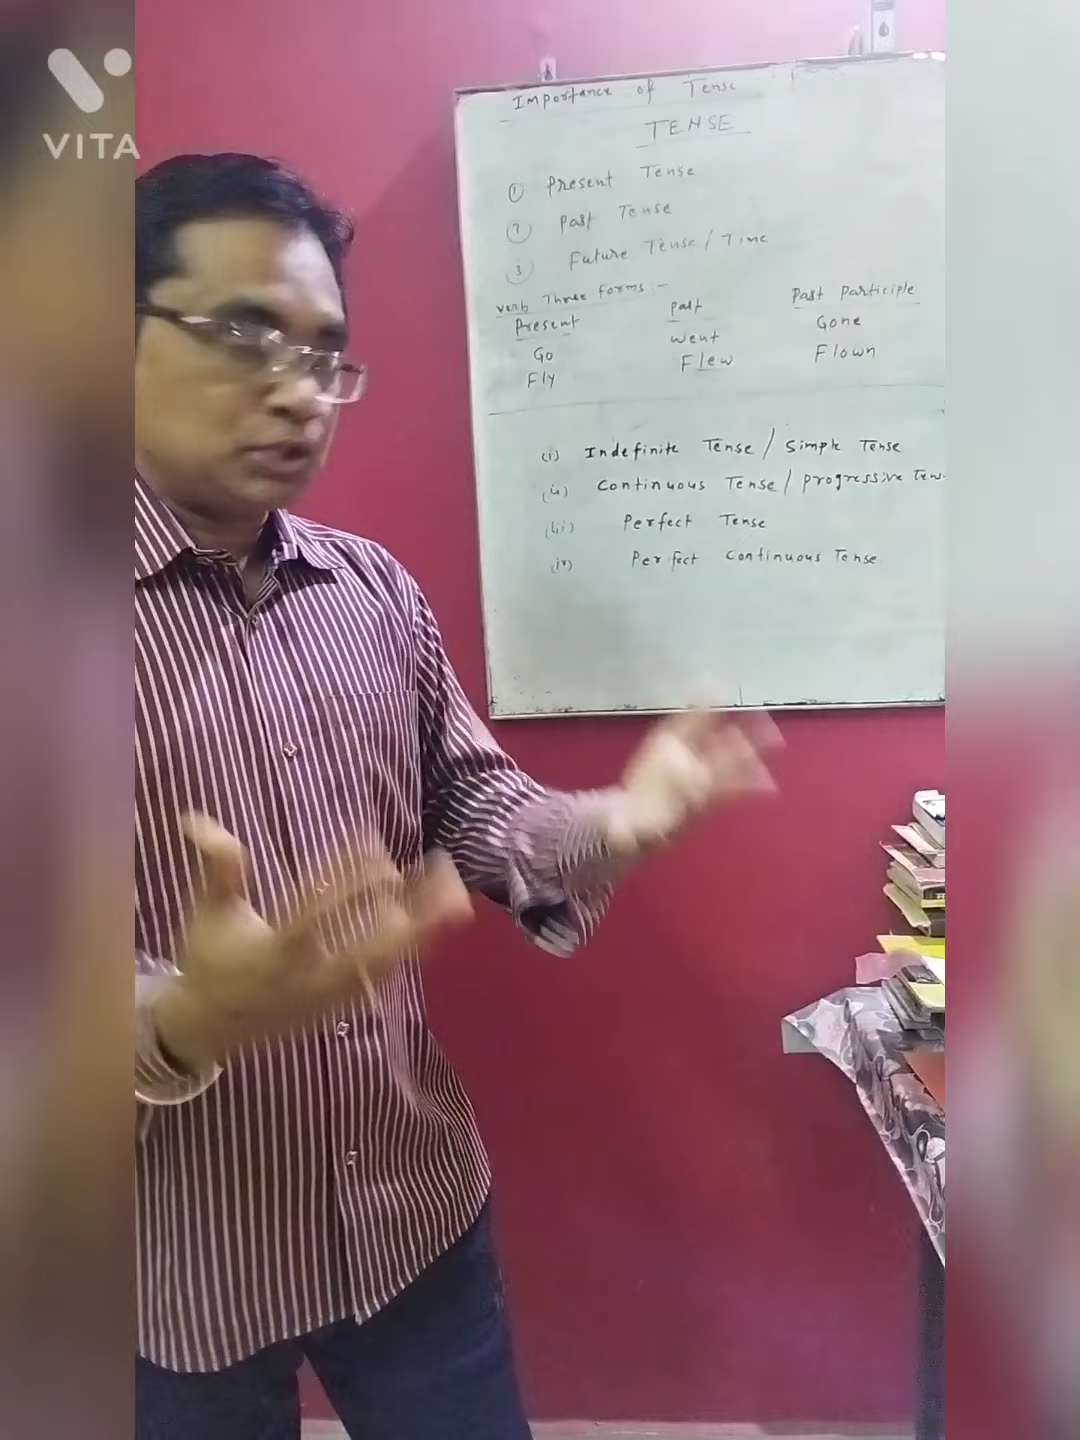 VITA
Importance of Tense
TENSE
① Present Tense
② Past Tense
③ Future Tense / Time
Verb Three forms :-
Present Past Past Participle
Go went Gone
Fly Flew Flown
(i) Indefinite Tense / Simple Tense
(ii) Continuous Tense / progressive Tens
(iii) Perfect Tense
(iv) Perfect Continuous Tense